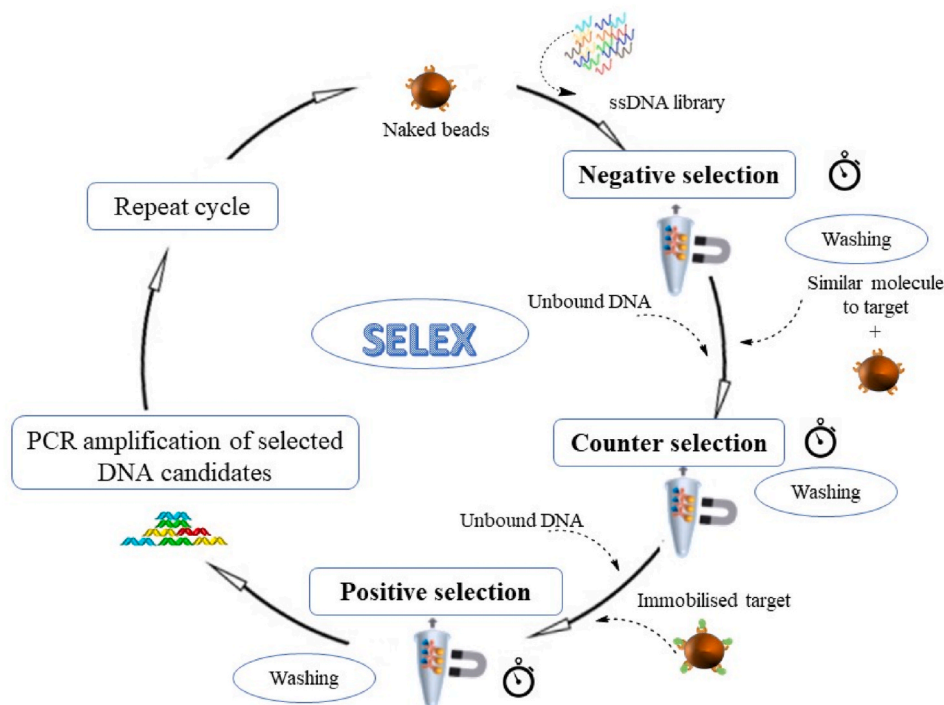 Naked beads
ssDNA library
Negative selection
Washing
Similar molecule
to target
+
Unbound DNA
SELEX
Repeat cycle
Counter selection
Washing
PCR amplification of selected
DNA candidates
Unbound DNA
Immobilised target
Positive selection
Washing